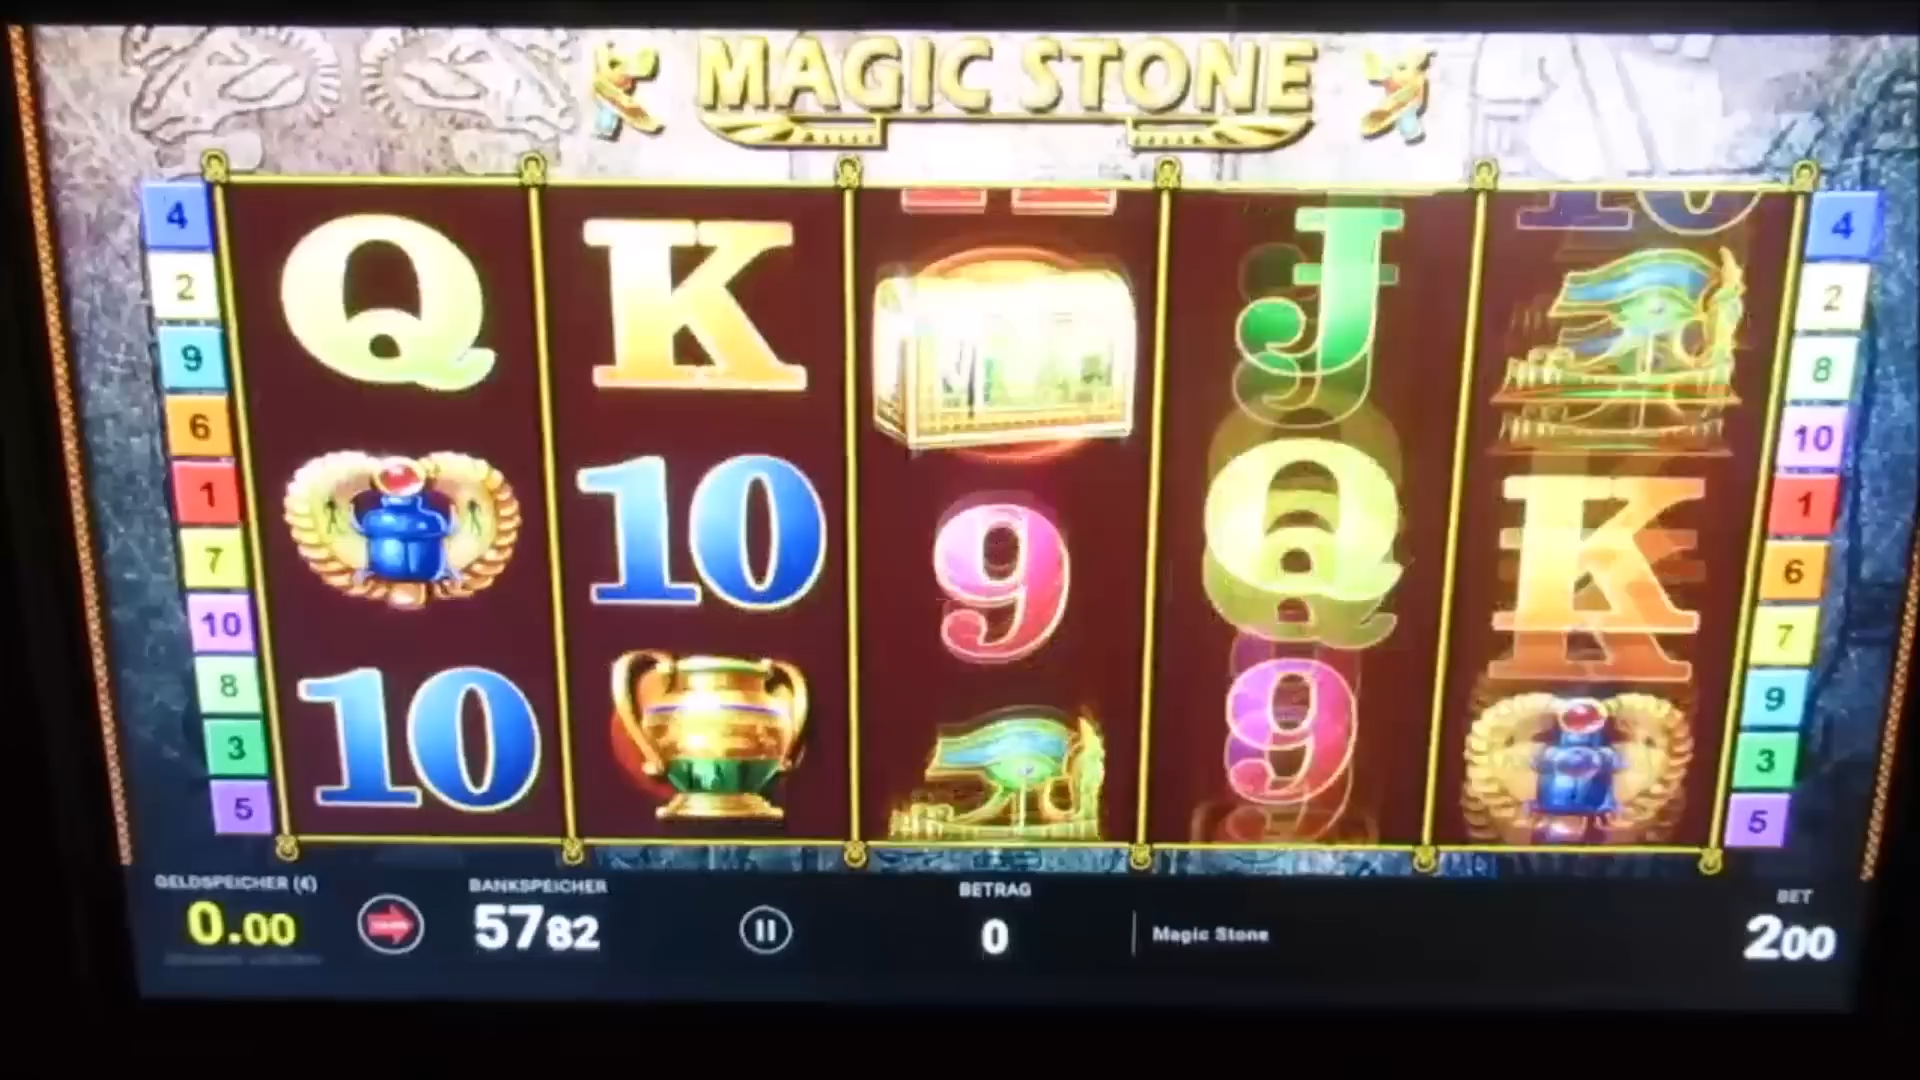 MAGIC STONE
4 Q K J 10 4
2 2
9 8
6 10
1 10 9 Q K 1
7 6
10 7
8 10 9 9
3 3
5 5
GELDSPEICHER (€) BANKSPEICHER BETRAG BET
0.00 5782 0 Magic Stone 200